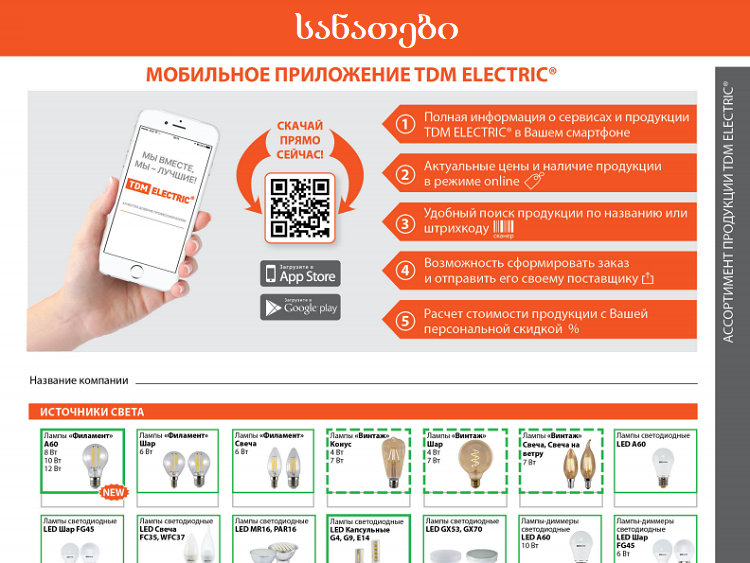 სანათები
МОБИЛЬНОЕ ПРИЛОЖЕНИЕ TDM ELECTRIC®
МЫ ВМЕСТЕ,
МЫ – ЛУЧШИЕ!
TDM ELECTRIC®
СКАЧАЙ
ПРЯМО
СЕЙЧАС!
Загрузите в
App Store
Загрузите в
Google play
1 Полная информация о сервисах и продукции
TDM ELECTRIC® в Вашем смартфоне
2 Актуальные цены и наличие продукции
в режиме online
3 Удобный поиск продукции по названию или
штрихкоду
сканер
4 Возможность сформировать заказ
и отправить его своему поставщику
5 Расчет стоимости продукции с Вашей
персональной скидкой %
АССОРТИМЕНТ ПРОДУКЦИИ TDM ELECTRIC®
Название компании
ИСТОЧНИКИ СВЕТА
Лампы «Филамент»
A60
8 Вт
10 Вт
12 Вт
NEW
Лампы «Филамент»
Шар
6 Вт
Лампы «Филамент»
Свеча
6 Вт
Лампы «Винтаж»
Конус
4 Вт
7 Вт
Лампы «Винтаж»
Шар
4 Вт
7 Вт
Лампы «Винтаж»
Свеча, Свеча на
ветру
7 Вт
Лампы светодиодные
LED A60
Лампы светодиодные
LED Шар FG45
Лампы светодиодные
LED Свеча
FC35, WFC37
Лампы светодиодные
LED MR16, PAR16
Лампы светодиодные
LED Капсульные
G4, G9, E14
Лампы светодиодные
LED GX53, GX70
Лампы-диммеры
светодиодные
LED A60
10 Вт
Лампы-диммеры
светодиодные
LED Шар
FG45
6 Вт